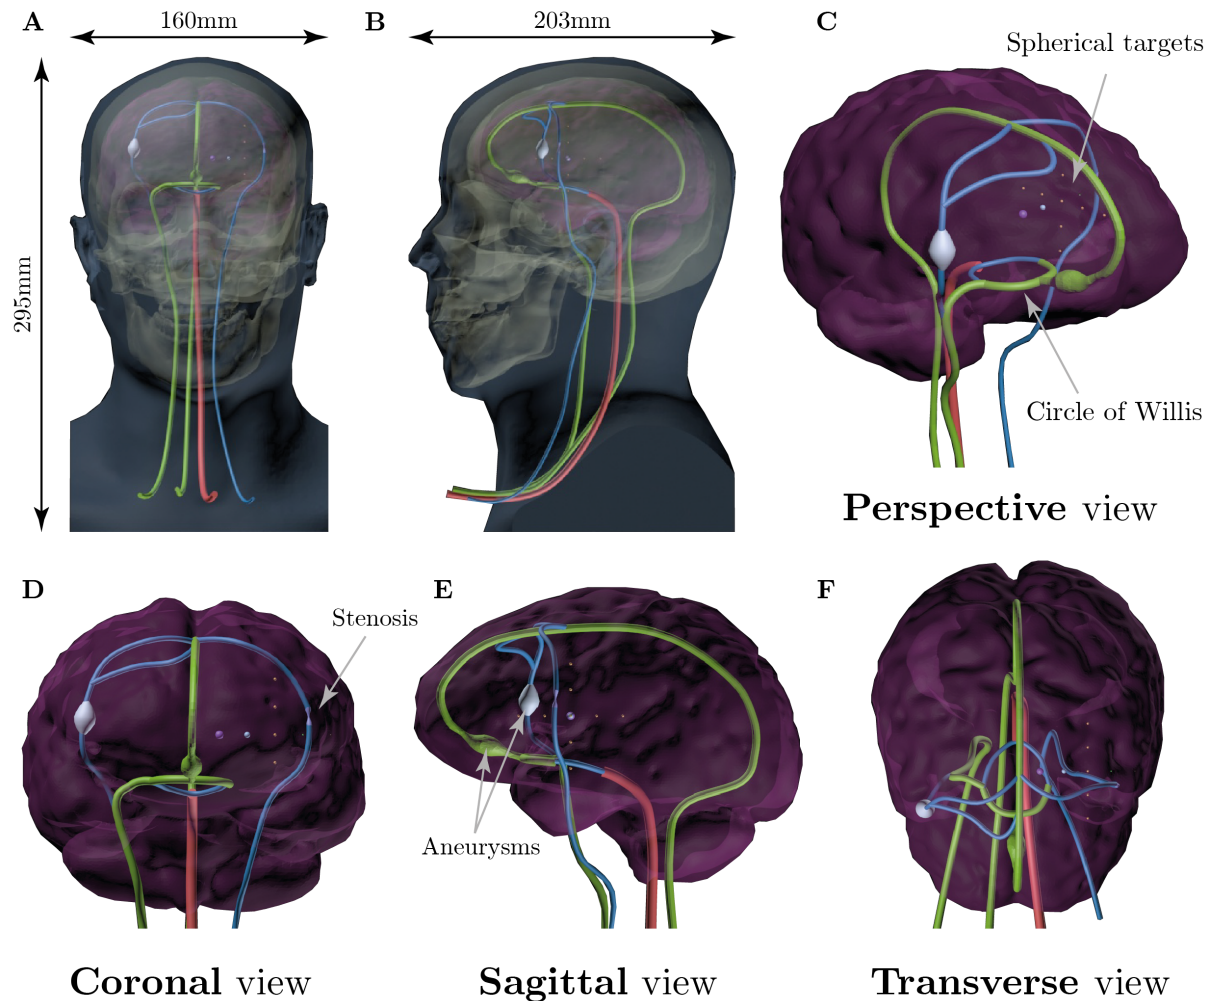 A
160mm
B
203mm
C
Spherical targets
295mm
Circle of Willis
Perspective view
D
Stenosis
E
F
Aneurysms
Coronal view
Sagittal view
Transverse view